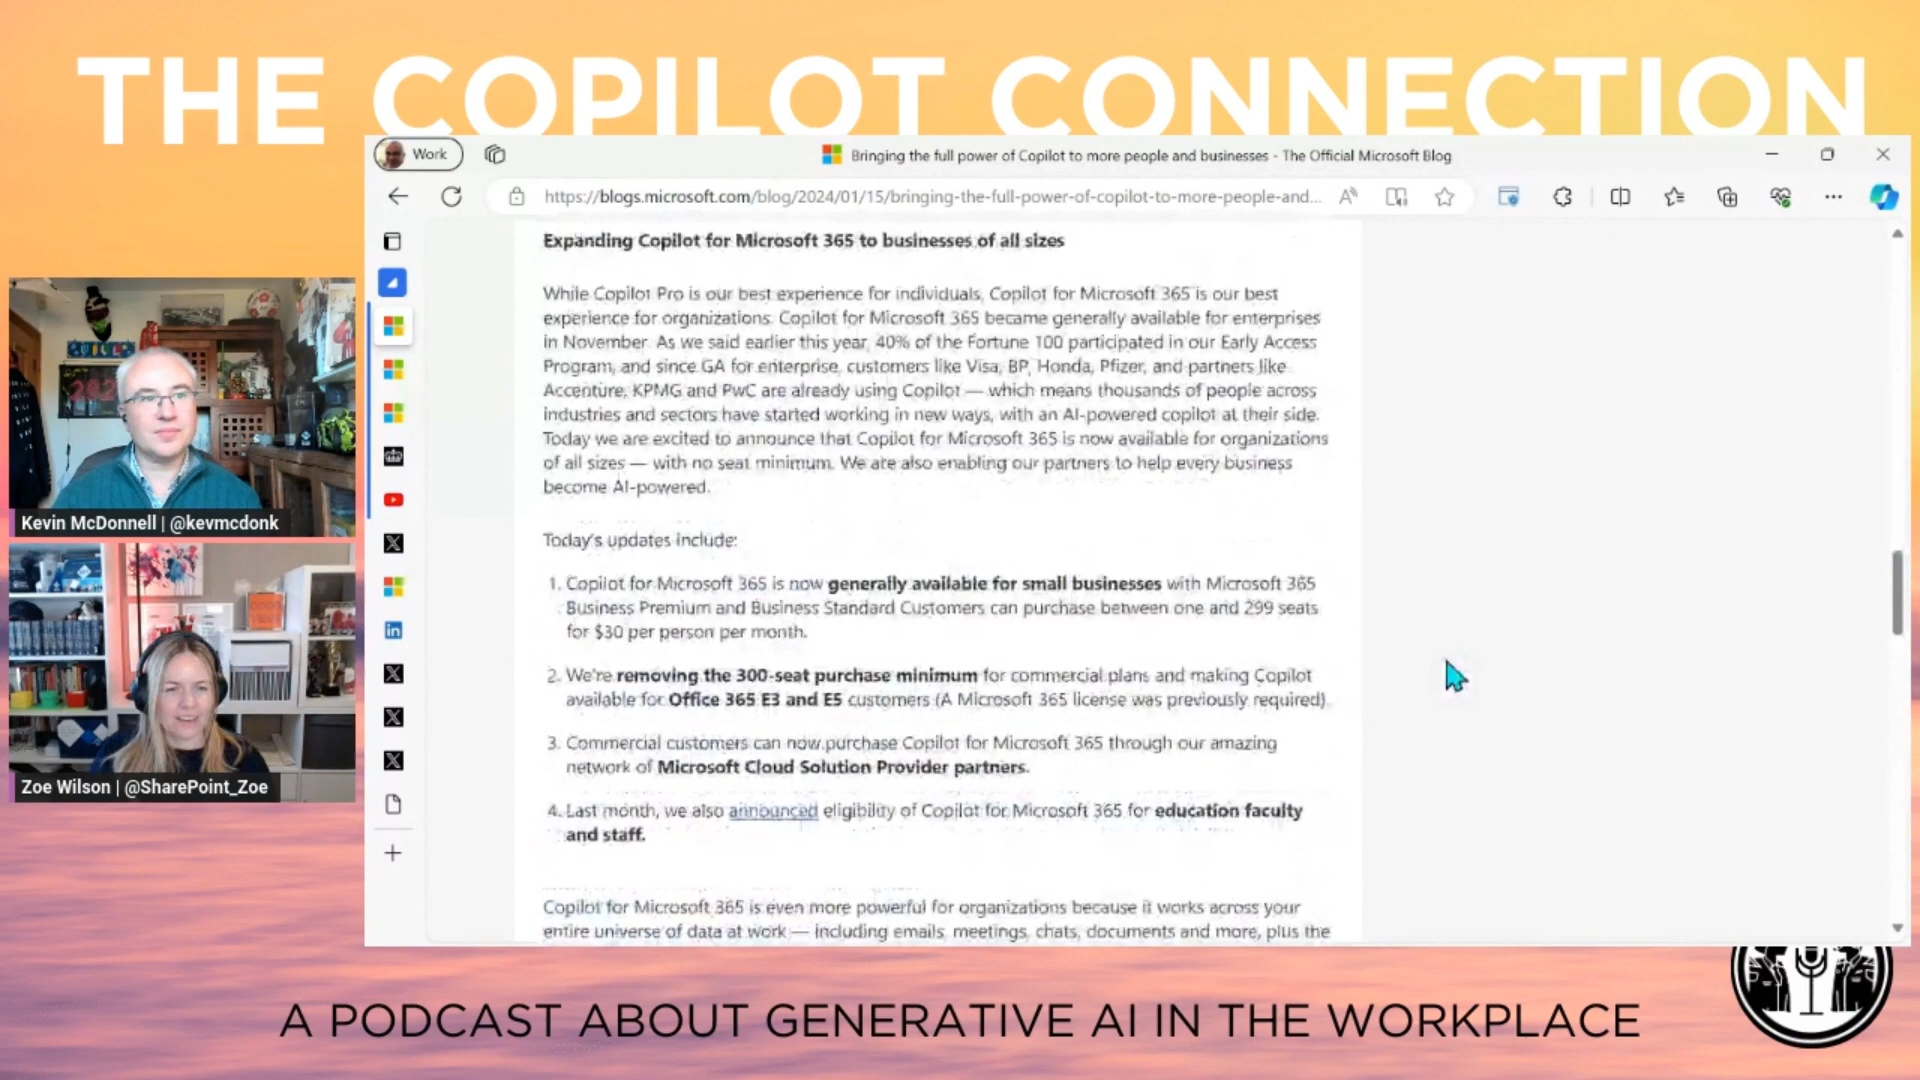 THE COPILOT CONNECTION
Work
Bringing the full power of Copilot to more people and businesses - The Official Microsoft Blog
https://blogs.microsoft.com/blog/2024/01/15/bringing-the-full-power-of-copilot-to-more-people-and...
Expanding Copilot for Microsoft 365 to businesses of all sizes
While Copilot Pro is our best experience for individuals, Copilot for Microsoft 365 is our best
experience for organizations. Copilot for Microsoft 365 became generally available for enterprises
in November. As we said earlier this year, 40% of the Fortune 100 participated in our Early Access
Program, and since GA for enterprise, customers like Visa, BP, Honda, Pfizer, and partners like
Accenture, KPMG and PwC are already using Copilot — which means thousands of people across
industries and sectors have started working in new ways, with an AI-powered copilot at their side.
Today we are excited to announce that Copilot for Microsoft 365 is now available for organizations
of all sizes — with no seat minimum. We are also enabling our partners to help every business
become AI-powered.
Today's updates include:
1. Copilot for Microsoft 365 is now generally available for small businesses with Microsoft 365
Business Premium and Business Standard Customers can purchase between one and 299 seats
for $30 per person per month.
2. We're removing the 300-seat purchase minimum for commercial plans and making Copilot
available for Office 365 E3 and E5 customers (A Microsoft 365 license was previously required).
3. Commercial customers can now purchase Copilot for Microsoft 365 through our amazing
network of Microsoft Cloud Solution Provider partners.
4. Last month, we also announced eligibility of Copilot for Microsoft 365 for education faculty
and staff.
Copilot for Microsoft 365 is even more powerful for organizations because it works across your
entire universe of data at work — including emails, meetings, chats, documents and more, plus the
Kevin McDonnell | @kevmcdonk
Zoe Wilson | @SharePoint_Zoe
A PODCAST ABOUT GENERATIVE AI IN THE WORKPLACE